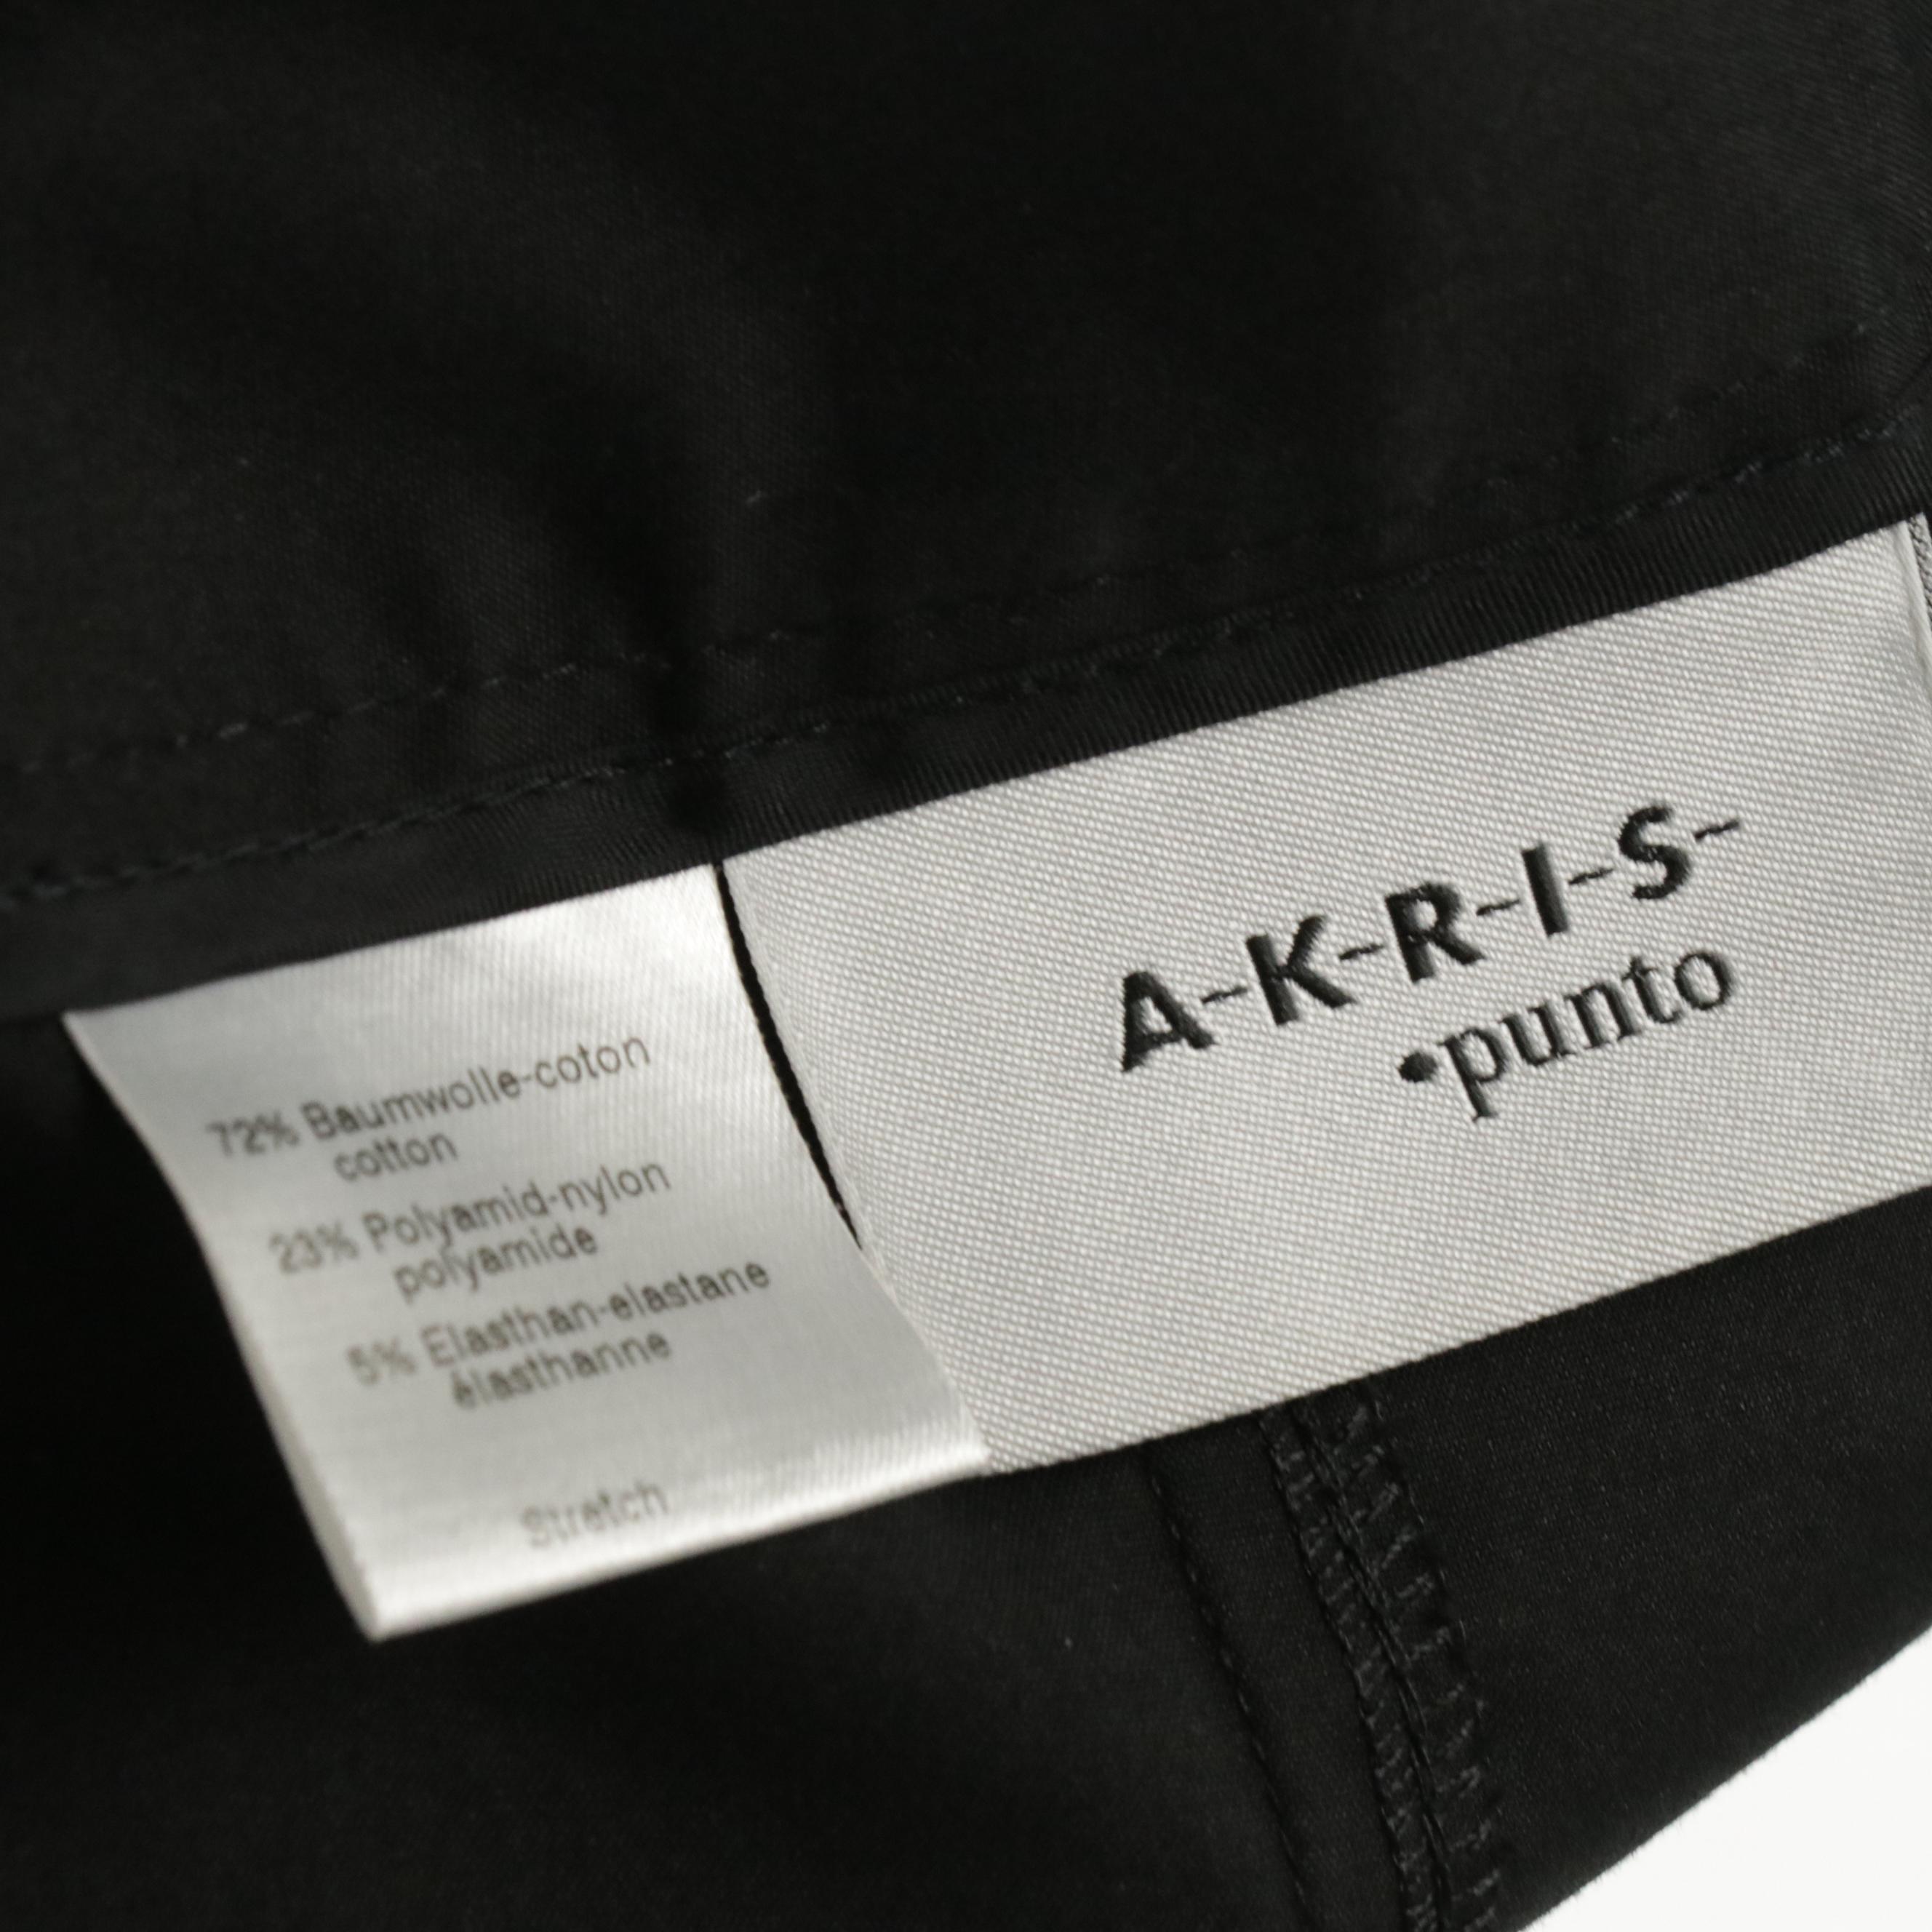 A-K-R-I-S-
•punto
72% Baumwolle-coton
cotton
23% Polyamid-nylon
polyamide
5% Elasthan-elastane
élasthanne
Stretch